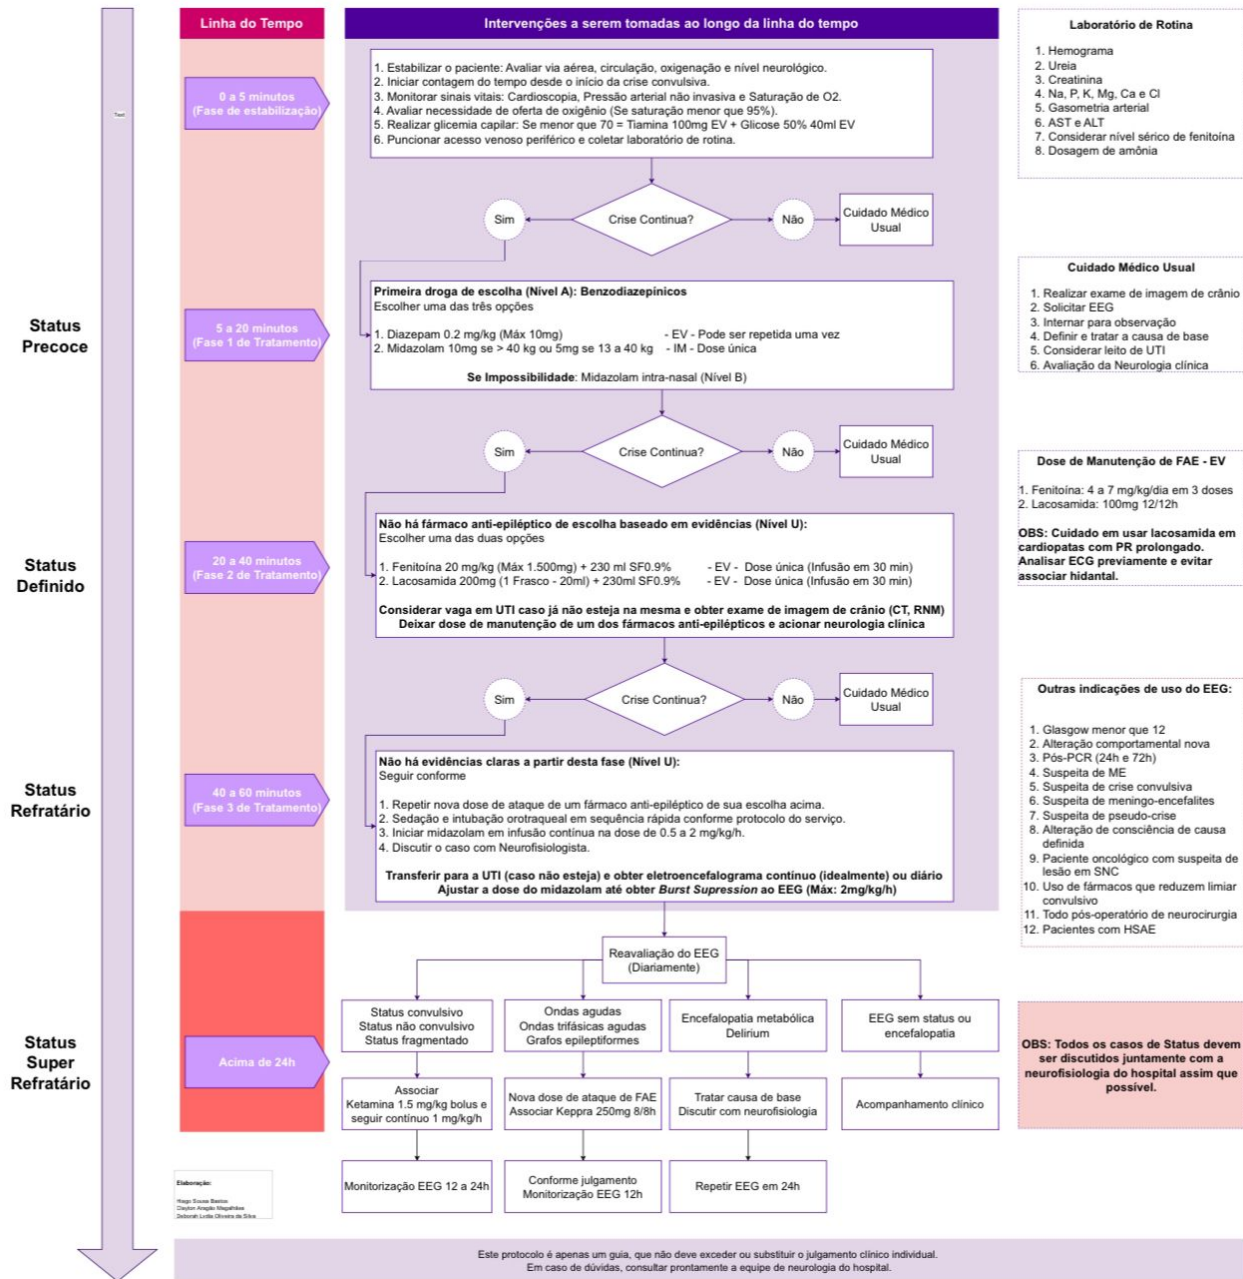 Linha do Tempo
Intervenções a serem tomadas ao longo da linha do tempo
Text
0 a 5 minutos
(Fase de estabilização)
1. Estabilizar o paciente: Avaliar via aérea, circulação, oxigenação e nível neurológico.
2. Iniciar contagem do tempo desde o início da crise convulsiva.
3. Monitorar sinais vitais: Cardioscopia, Pressão arterial não invasiva e Saturação de O2.
4. Avaliar necessidade de oferta de oxigênio (Se saturação menor que 95%).
5. Realizar glicemia capilar: Se menor que 70 = Tiamina 100mg EV + Glicose 50% 40ml EV
6. Puncionar acesso venoso periférico e coletar laboratório de rotina.
Laboratório de Rotina
1. Hemograma
2. Ureia
3. Creatinina
4. Na, P, K, Mg, Ca e Cl
5. Gasometria arterial
6. AST e ALT
7. Considerar nível sérico de fenitoína
8. Dosagem de amônia
Sim
Crise Continua?
Não
Cuidado Médico
Usual
Status
Precoce
5 a 20 minutos
(Fase 1 de Tratamento)
Primeira droga de escolha (Nível A): Benzodiazepínicos
Escolher uma das três opções
1. Diazepam 0.2 mg/kg (Máx 10mg) - EV - Pode ser repetida uma vez
2. Midazolam 10mg se > 40 kg ou 5mg se 13 a 40 kg - IM - Dose única
Se Impossibilidade: Midazolam intra-nasal (Nível B)
Cuidado Médico Usual
1. Realizar exame de imagem de crânio
2. Solicitar EEG
3. Internar para observação
4. Definir e tratar a causa de base
5. Considerar leito de UTI
6. Avaliação da Neurologia clínica
Sim
Crise Continua?
Não
Cuidado Médico
Usual
Status
Definido
20 a 40 minutos
(Fase 2 de Tratamento)
Não há fármaco anti-epiléptico de escolha baseado em evidências (Nível U):
Escolher uma das duas opções
1. Fenitoína 20 mg/kg (Máx 1.500mg) + 230 ml SF0.9% - EV - Dose única (Infusão em 30 min)
2. Lacosamida 200mg (1 Frasco - 20ml) + 230ml SF0.9% - EV - Dose única (Infusão em 30 min)
Considerar vaga em UTI caso já não esteja na mesma e obter exame de imagem de crânio (CT, RNM)
Deixar dose de manutenção de um dos fármacos anti-epilépticos e acionar neurologia clínica
Dose de Manutenção de FAE - EV
1. Fenitoína: 4 a 7 mg/kg/dia em 3 doses
2. Lacosamida: 100mg 12/12h
OBS: Cuidado em usar lacosamida em
cardiopatas com PR prolongado.
Analisar ECG previamente e evitar
associar hidantal.
Sim
Crise Continua?
Não
Cuidado Médico
Usual
Status
Refratário
40 a 60 minutos
(Fase 3 de Tratamento)
Não há evidências claras a partir desta fase (Nível U):
Seguir conforme
1. Repetir nova dose de ataque de um fármaco anti-epiléptico de sua escolha acima.
2. Sedação e intubação orotraqueal em sequência rápida conforme protocolo do serviço.
3. Iniciar midazolam em infusão contínua na dose de 0.5 a 2 mg/kg/h.
4. Discutir o caso com Neurofisiologista.
Transferir para a UTI (caso não esteja) e obter eletroencefalograma contínuo (idealmente) ou diário
Ajustar a dose do midazolam até obter Burst Supression ao EEG (Máx: 2mg/kg/h)
Outras indicações de uso do EEG:
1. Glasgow menor que 12
2. Alteração comportamental nova
3. Pós-PCR (24h e 72h)
4. Suspeita de ME
5. Suspeita de crise convulsiva
6. Suspeita de meningo-encefalites
7. Suspeita de pseudo-crise
8. Alteração de consciência de causa
definida
9. Paciente oncológico com suspeita de
lesão em SNC
10. Uso de fármacos que reduzem limiar
convulsivo
11. Todo pós-operatório de neurocirurgia
12. Pacientes com HSAE
Status
Super
Refratário
Acima de 24h
Reavaliação do EEG
(Diariamente)
Status convulsivo
Status não convulsivo
Status fragmentado
Ondas agudas
Ondas trifásicas agudas
Grafos epileptiformes
Encefalopatia metabólica
Delirium
EEG sem status ou
encefalopatia
Associar
Ketamina 1.5 mg/kg bolus e
seguir contínuo 1 mg/kg/h
Nova dose de ataque de FAE
Associar Keppra 250mg 8/8h
Tratar causa de base
Discutir com neurofisiologia
Acompanhamento clínico
Monitorização EEG 12 a 24h
Conforme julgamento
Monitorização EEG 12h
Repetir EEG em 24h
OBS: Todos os casos de Status devem
ser discutidos juntamente com a
neurofisiologia do hospital assim que
possível.
Elaboração:
Hiago Sousa Bastos
Clayton Aragão Magalhães
Deborah Lydia Oliveira da Silva
Este protocolo é apenas um guia, que não deve exceder ou substituir o julgamento clínico individual.
Em caso de dúvidas, consultar prontamente a equipe de neurologia do hospital.